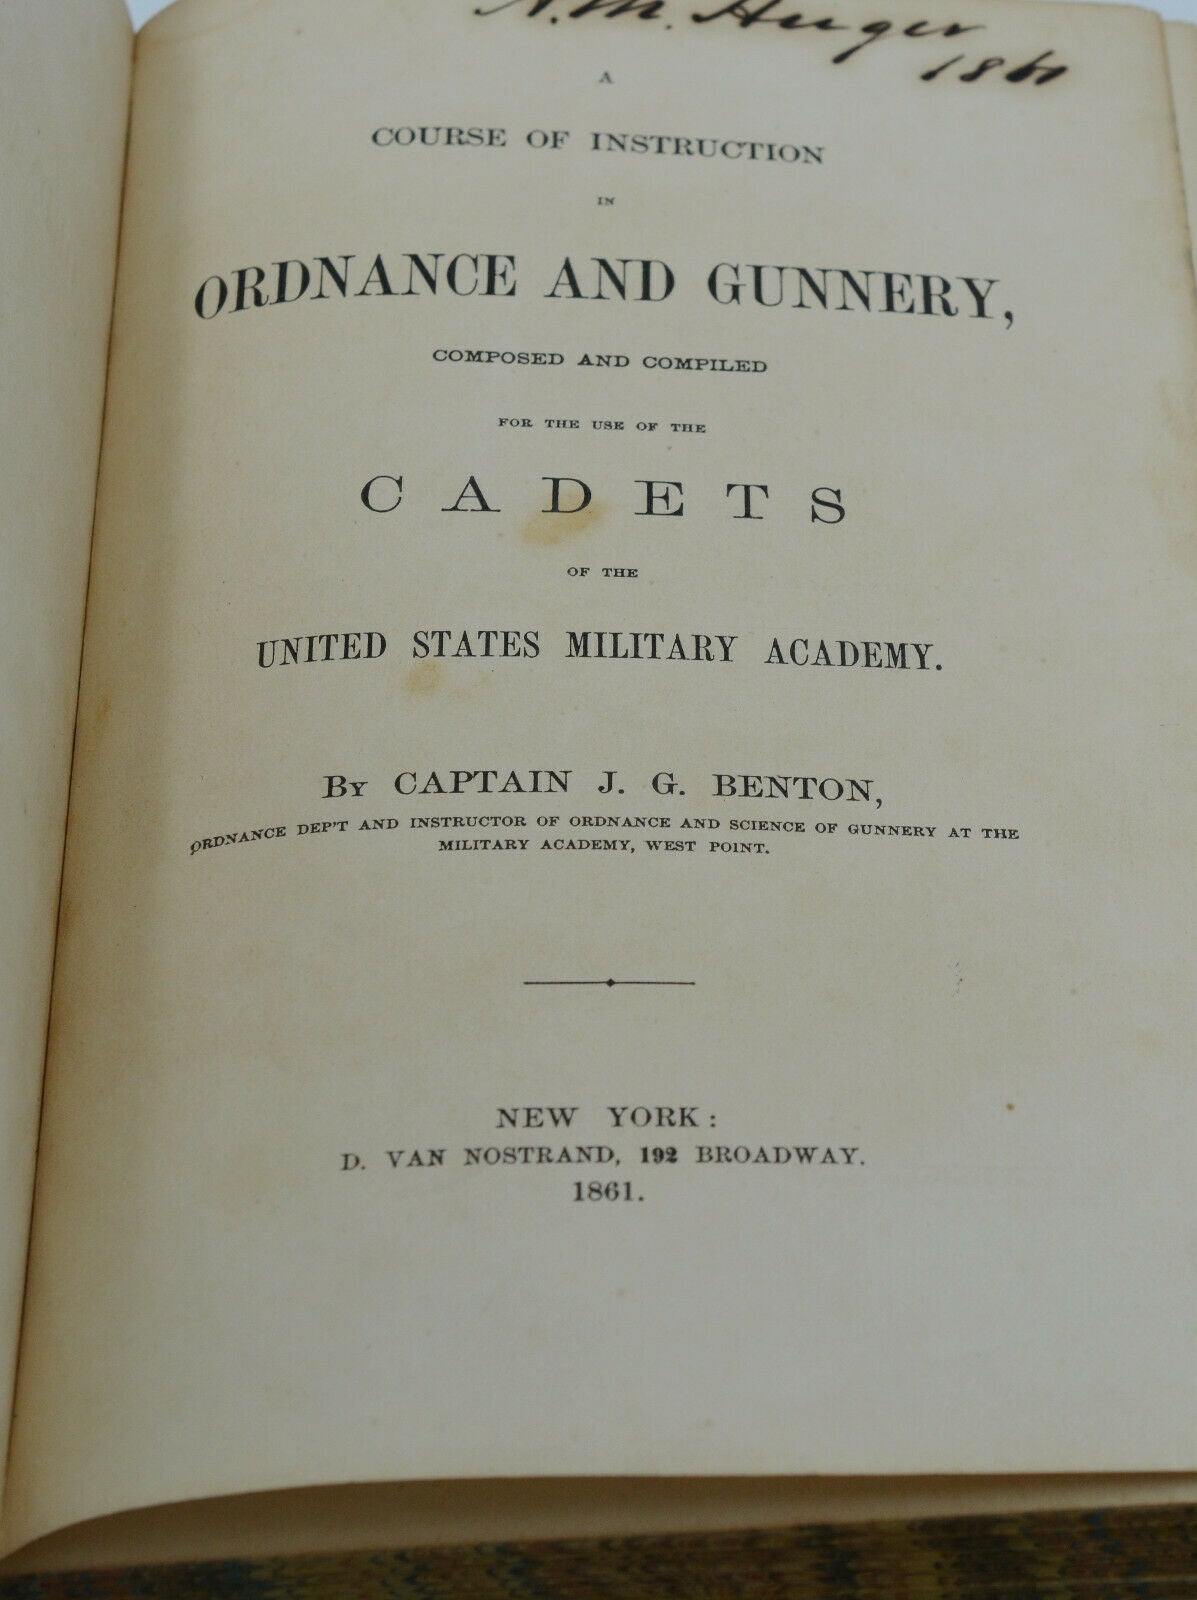 N. M. Huger
1861
A
COURSE OF INSTRUCTION
IN
ORDNANCE AND GUNNERY,
COMPOSED AND COMPILED
FOR THE USE OF THE
CADETS
OF THE
UNITED STATES MILITARY ACADEMY.
BY CAPTAIN J. G. BENTON,
ORDNANCE DEP'T AND INSTRUCTOR OF ORDNANCE AND SCIENCE OF GUNNERY AT THE
MILITARY ACADEMY, WEST POINT.
NEW YORK:
D. VAN NOSTRAND, 192 BROADWAY.
1861.